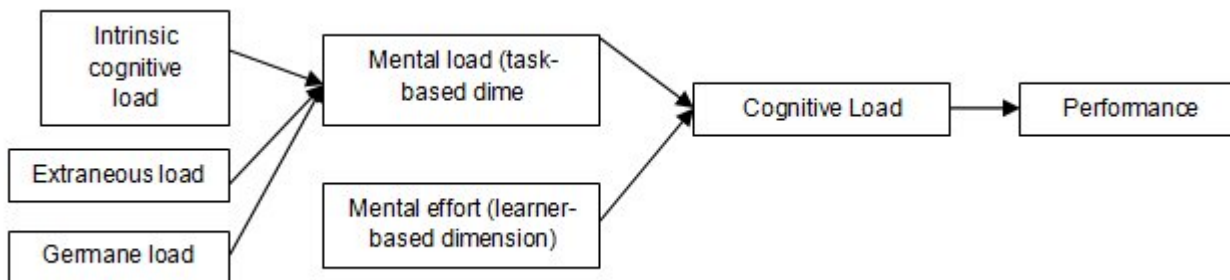 Intrinsic
cognitive
load
Extraneous load
Germane load
Mental load (task-
based dime
Mental effort (learner-
based dimension)
Cognitive Load
Performance